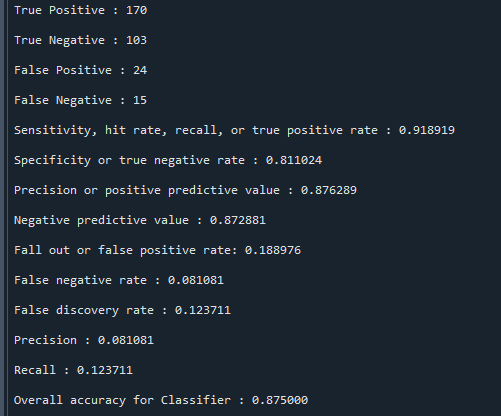 True Positive : 170
True Negative : 103
False Positive : 24
False Negative : 15
Sensitivity, hit rate, recall, or true positive rate : 0.918919
Specificity or true negative rate : 0.811024
Precision or positive predictive value : 0.876289
Negative predictive value : 0.872881
Fall out or false positive rate: 0.188976
False negative rate : 0.081081
False discovery rate : 0.123711
Precision : 0.081081
Recall : 0.123711
Overall accuracy for Classifier : 0.875000